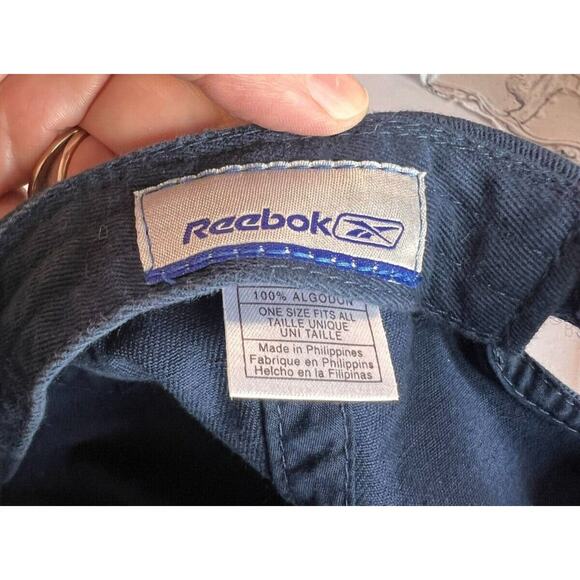 Reebok
100% ALGODON
ONE SIZE FITS ALL
TAILLE UNIQUE
UNI TAILLE
Made in Philippines
Fabrique en Philippins
Helcho en la Filipinas